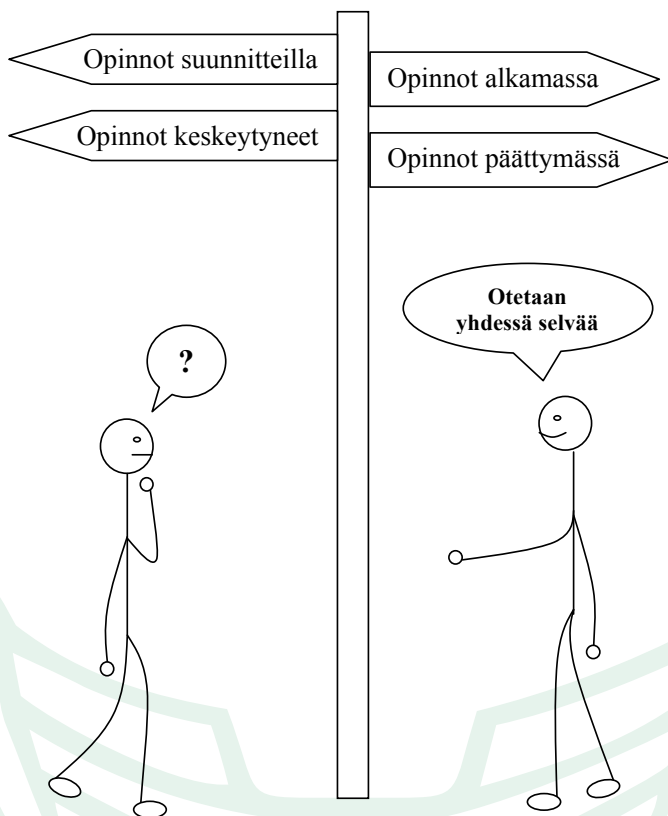 Opinnot suunnitteilla
Opinnot alkamassa
Opinnot keskeytyneet
Opinnot päättymässä
Otetaan
yhdessä selvää
?